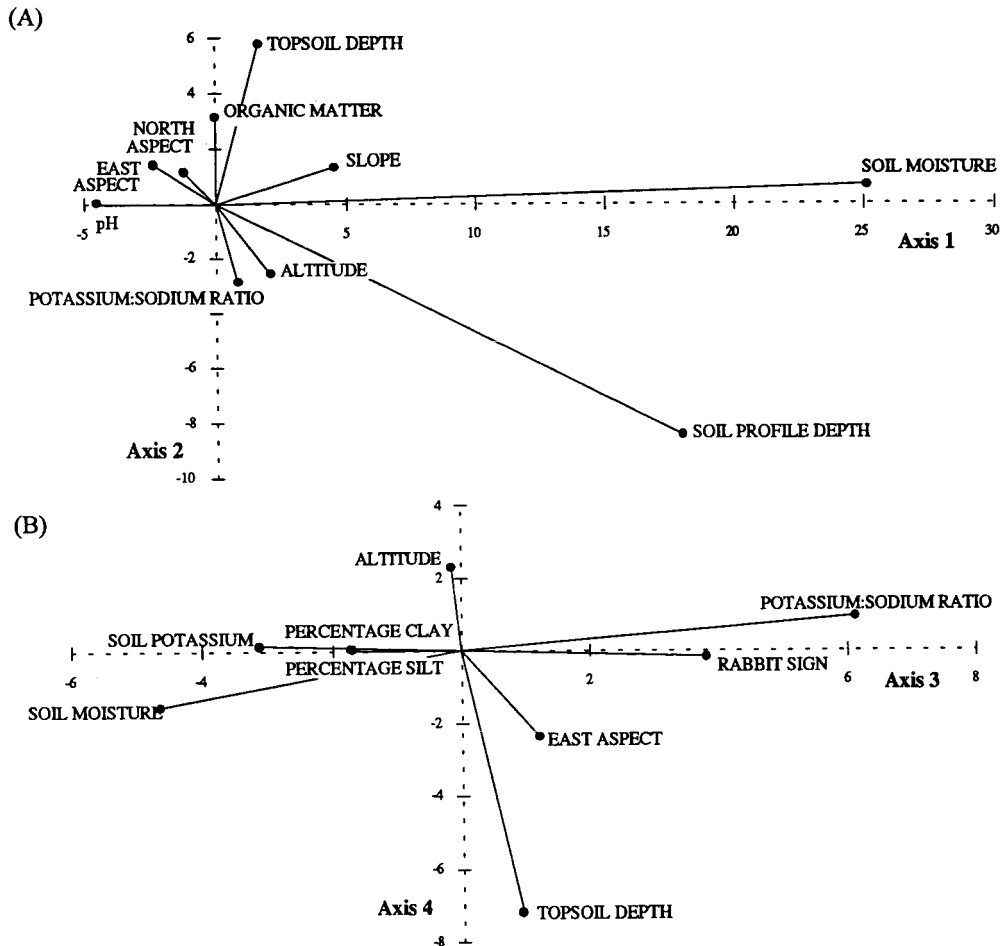 (A)
6
TOPSOIL DEPTH
4
ORGANIC MATTER
NORTH
ASPECT
EAST
ASPECT
SLOPE
SOIL MOISTURE
pH
-5
5
10
15
20
25
30
Axis 1
-2
ALTITUDE
POTASSIUM:SODIUM RATIO
-6
-8
SOIL PROFILE DEPTH
Axis 2
-10
(B)
4
ALTITUDE
2
POTASSIUM:SODIUM RATIO
SOIL POTASSIUM
PERCENTAGE CLAY
PERCENTAGE SILT
RABBIT SIGN
-6
-4
2
6
8
Axis 3
SOIL MOISTURE
-2
EAST ASPECT
-4
-6
Axis 4
TOPSOIL DEPTH
-8